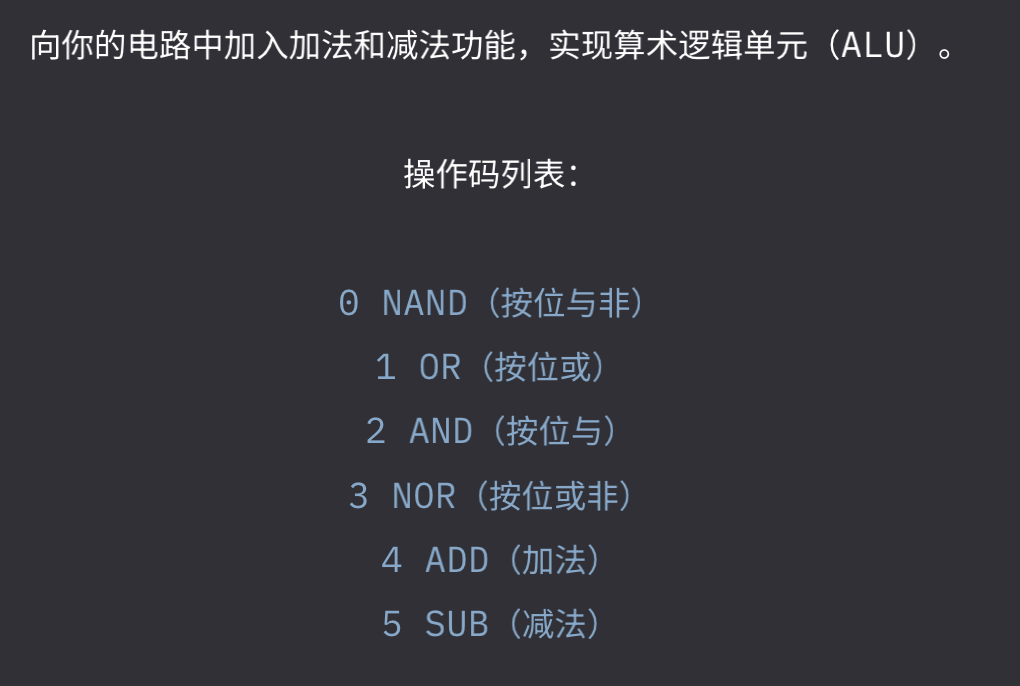 向你的电路中加入加法和减法功能，实现算术逻辑单元（ALU）。
操作码列表：
0 NAND（按位与非）
1 OR（按位或）
2 AND（按位与）
3 NOR（按位或非）
4 ADD（加法）
5 SUB（减法）